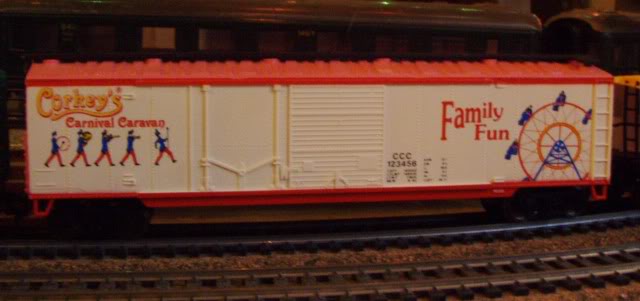 Corkey's
Carnival Caravan
Family
Fun
CCC
123456